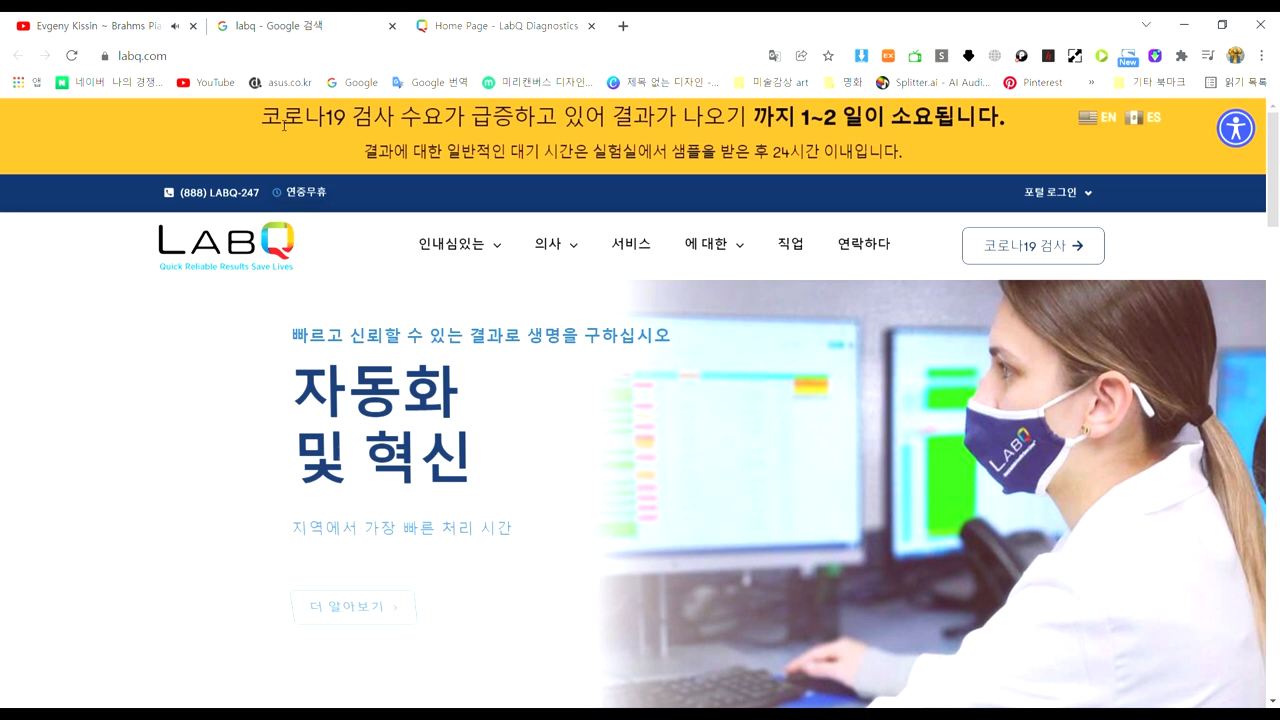 Evgeny Kissin ~ Brahms Pia
labq - Google 검색
Home Page - LabQ Diagnostics
labq.com
New
앱
네이버 나의 경쟁...
YouTube
asus.co.kr
Google
Google 번역
미리캔버스 디자인...
제목 없는 디자인 -...
미술감상 art
명화
Splitter.ai - AI Audi...
Pinterest
»
기타 북마크
읽기 목록
코로나19 검사 수요가 급증하고 있어 결과가 나오기 까지 1~2 일이 소요됩니다.
EN ES
결과에 대한 일반적인 대기 시간은 실험실에서 샘플을 받은 후 24시간 이내입니다.
(888) LABQ-247 연중무휴
포털 로그인
LABQ
Quick Reliable Results Save Lives
인내심있는
의사
서비스
에 대한
직업
연락하다
코로나19 검사
빠르고 신뢰할 수 있는 결과로 생명을 구하십시오
자동화
및 혁신
LABQ
지역에서 가장 빠른 처리 시간
더 알아보기 ›